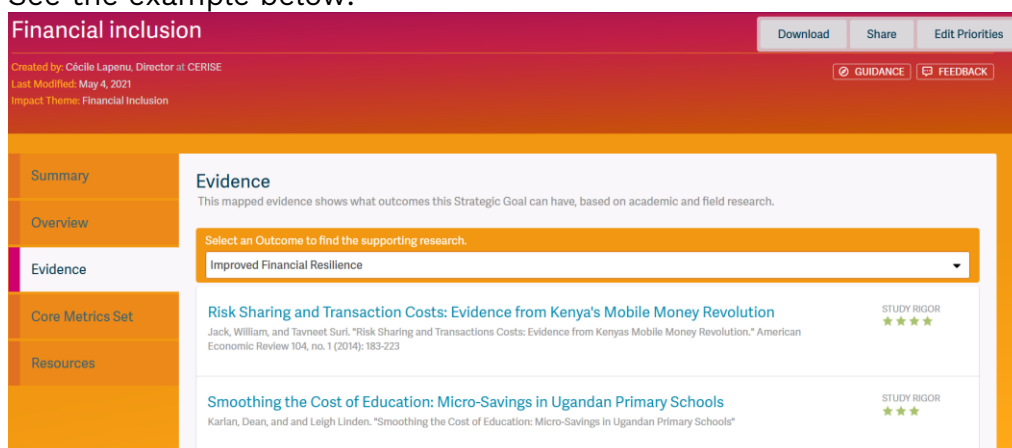 See the example below:
Financial inclusion
Download
Share
Edit Priorities
Created by: Cécile Lapenu, Director at CERISE
Last Modified: May 4, 2021
Impact Theme: Financial Inclusion
GUIDANCE
FEEDBACK
Summary
Overview
Evidence
Core Metrics Set
Resources
Evidence
This mapped evidence shows what outcomes this Strategic Goal can have, based on academic and field research.
Select an Outcome to find the supporting research.
Improved Financial Resilience
Risk Sharing and Transaction Costs: Evidence from Kenya's Mobile Money Revolution
STUDY RIGOR
Jack, William, and Tavneet Suri. "Risk Sharing and Transactions Costs: Evidence from Kenyas Mobile Money Revolution." American
Economic Review 104, no. 1 (2014): 183-223
Smoothing the Cost of Education: Micro-Savings in Ugandan Primary Schools
STUDY RIGOR
Karlan, Dean, and and Leigh Linden. "Smoothing the Cost of Education: Micro-Savings in Ugandan Primary Schools"